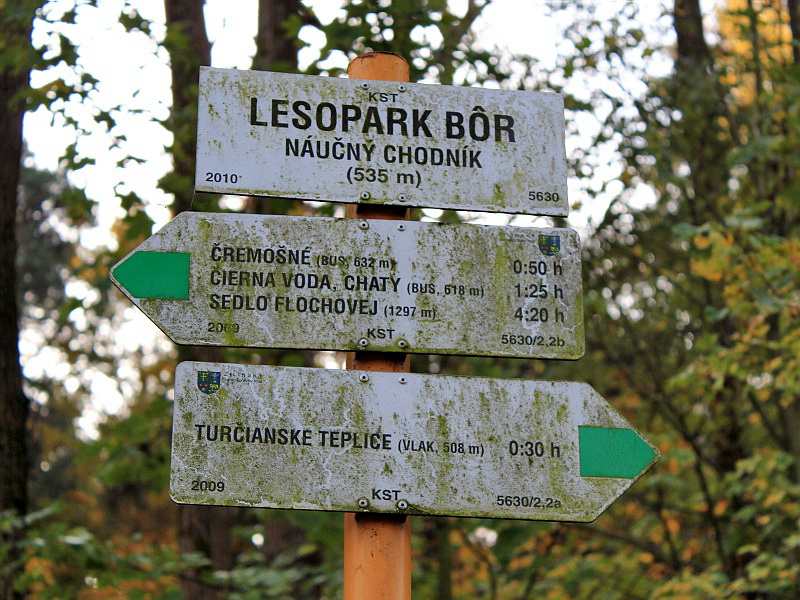 KST
LESOPARK BÔR
NÁUČNÝ CHODNÍK
(535 m)
2010
5630
ČREMOŠNÉ (BUS, 632 m) 0:50 h
ČIERNA VODA, CHATY (BUS, 618 m) 1:25 h
SEDLO FLOCHOVEJ (1297 m) 4:20 h
2009 KST 5630/2,2b
TURČIANSKE TEPLICE (VLAK, 508 m) 0:30 h
2009 KST 5630/2,2a